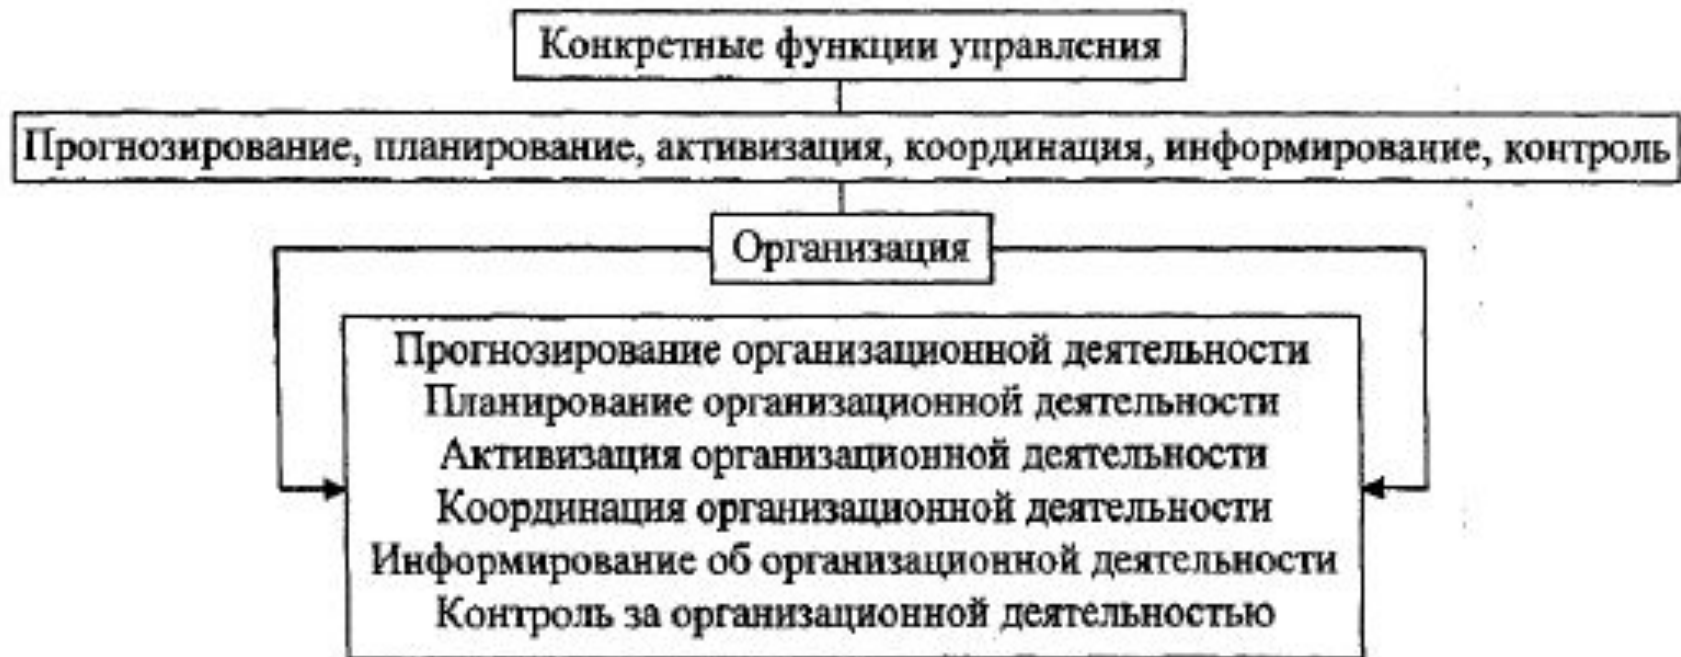 Конкретные функции управления
Прогнозирование, планирование, активизация, координация, информирование, контроль
Организация
Прогнозирование организационной деятельности
Планирование организационной деятельности
Активизация организационной деятельности
Координация организационной деятельности
Информирование об организационной деятельности
Контроль за организационной деятельностью